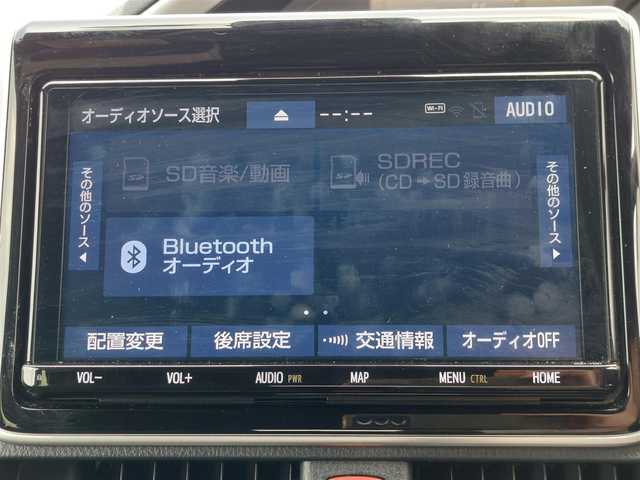 オーディオソース選択
--:--
Wi-Fi
AUDIO
その他のソース
SD音楽/動画
SDREC
(CD→SD録音曲)
その他のソース
Bluetooth
オーディオ
配置変更
後席設定
交通情報
オーディオOFF
VOL-
VOL+
AUDIO PWR
MAP
MENU CTRL
HOME